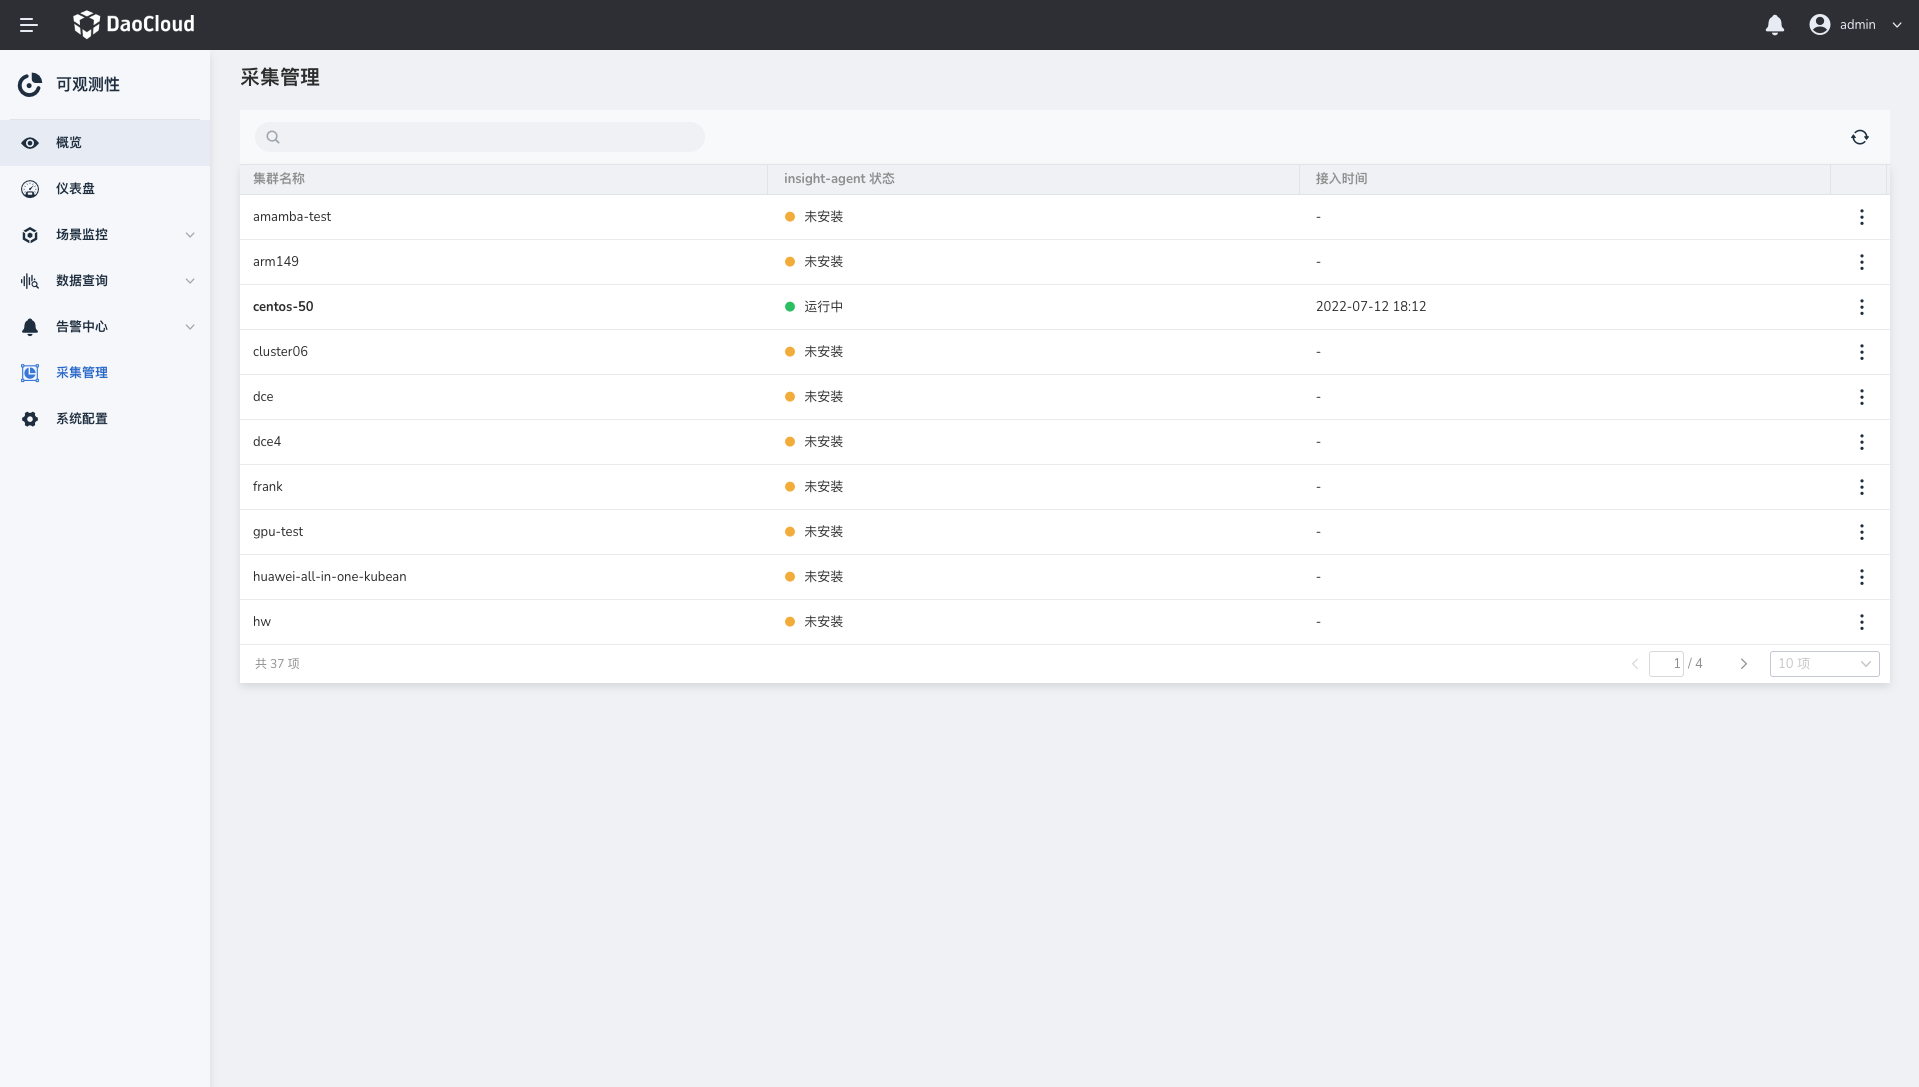 DaoCloud
admin
可观测性
概览
仪表盘
场景监控
数据查询
告警中心
采集管理
系统配置
采集管理
集群名称 insight-agent 状态 接入时间
amamba-test 未安装 -
arm149 未安装 -
centos-50 运行中 2022-07-12 18:12
cluster06 未安装 -
dce 未安装 -
dce4 未安装 -
frank 未安装 -
gpu-test 未安装 -
huawei-all-in-one-kubean 未安装 -
hw 未安装 -
共 37 项 1 / 4 10 项